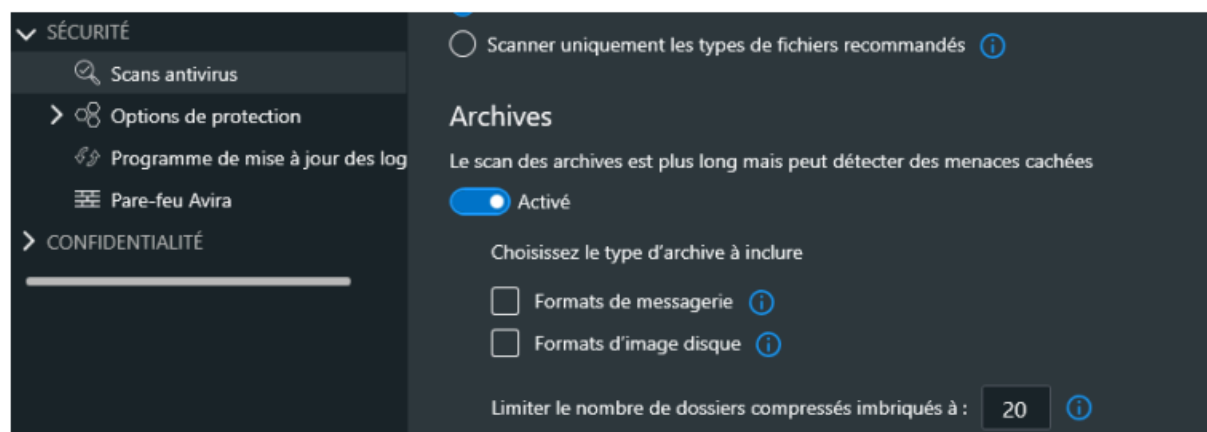 SÉCURITÉ
Scans antivirus
Options de protection
Programme de mise à jour des log
Pare-feu Avira
CONFIDENTIALITÉ
Scanner uniquement les types de fichiers recommandés
Archives
Le scan des archives est plus long mais peut détecter des menaces cachées
Activé
Choisissez le type d'archive à inclure
Formats de messagerie
Formats d'image disque
Limiter le nombre de dossiers compressés imbriqués à : 20